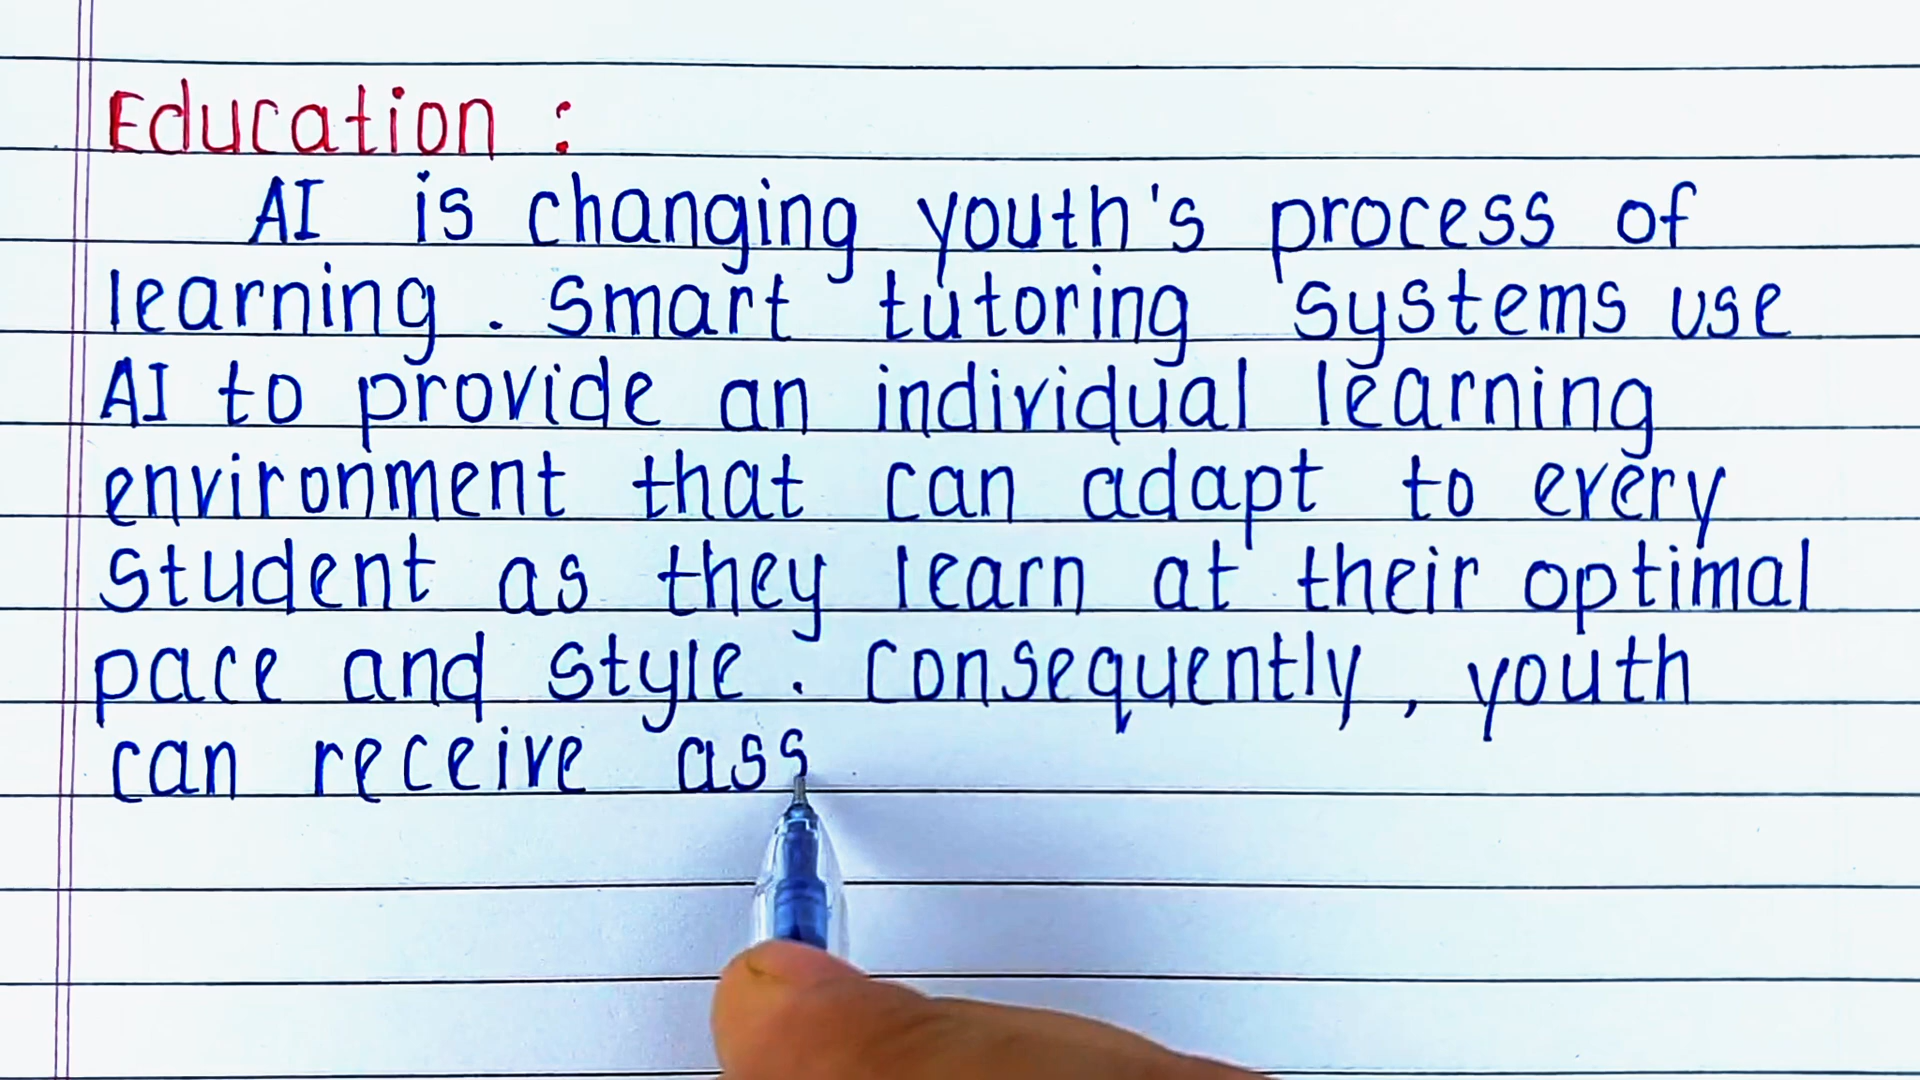 Education :
AI is changing youth's process of
learning. Smart tutoring systems use
AI to provide an individual learning
environment that can adapt to every
student as they learn at their optimal
pace and style. Consequently, youth
can receive ass